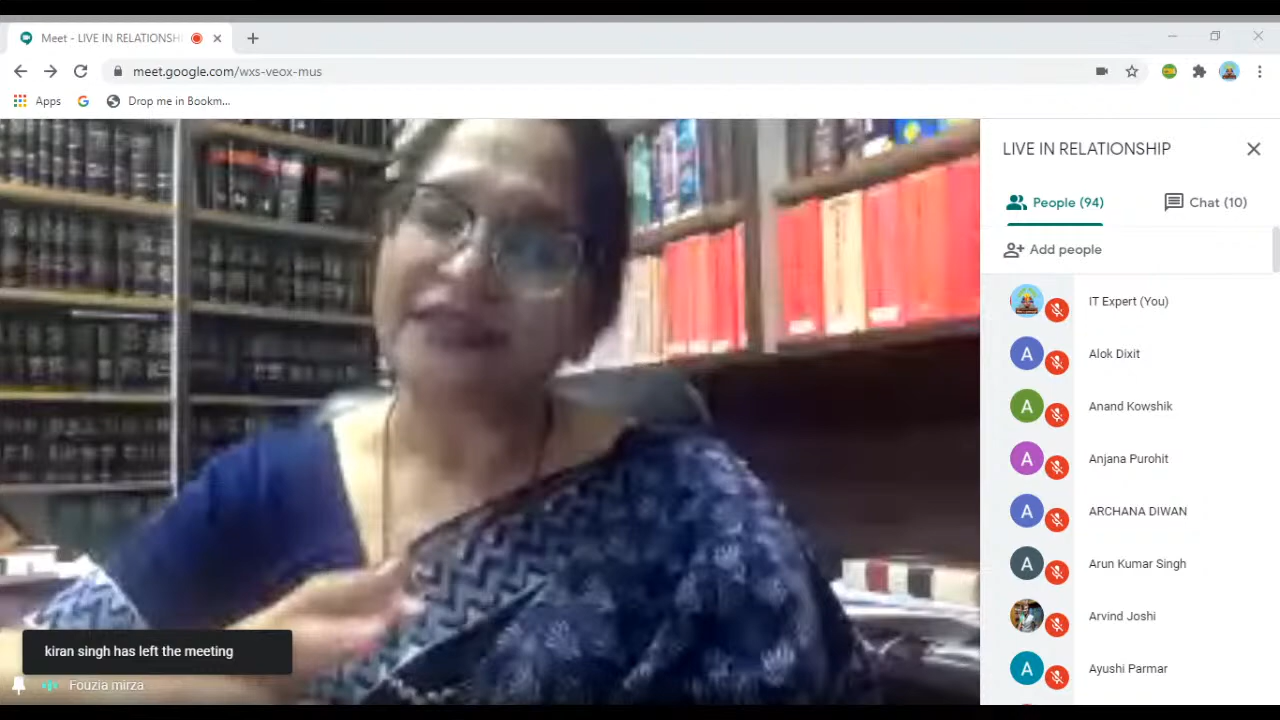 Meet - LIVE IN RELATIONSH
meet.google.com/wxs-veox-mus
Apps
Drop me in Bookm...
LIVE IN RELATIONSHIP
People (94)
Chat (10)
Add people
IT Expert (You)
A
Alok Dixit
A
Anand Kowshik
A
Anjana Purohit
A
ARCHANA DIWAN
A
Arun Kumar Singh
Arvind Joshi
A
Ayushi Parmar
kiran singh has left the meeting
Fouzia mirza